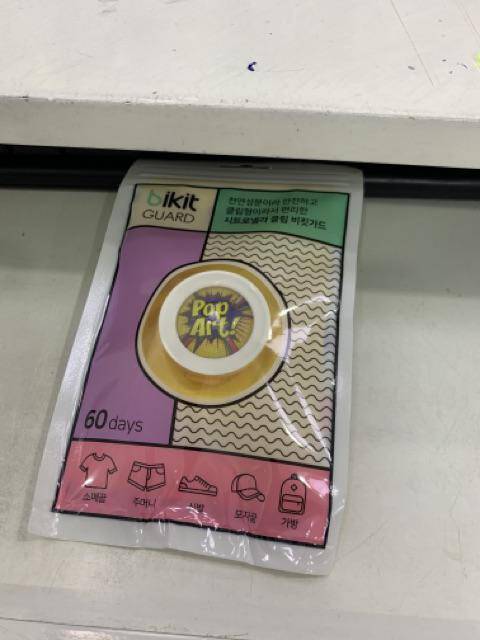 bikit
GUARD
천연성분이라 안전하고
클립형이라서 편리한
시트로넬라 클립 비킷가드
Pop
Art!
60 days
소매끝
주머니
신발
모자끝
가방